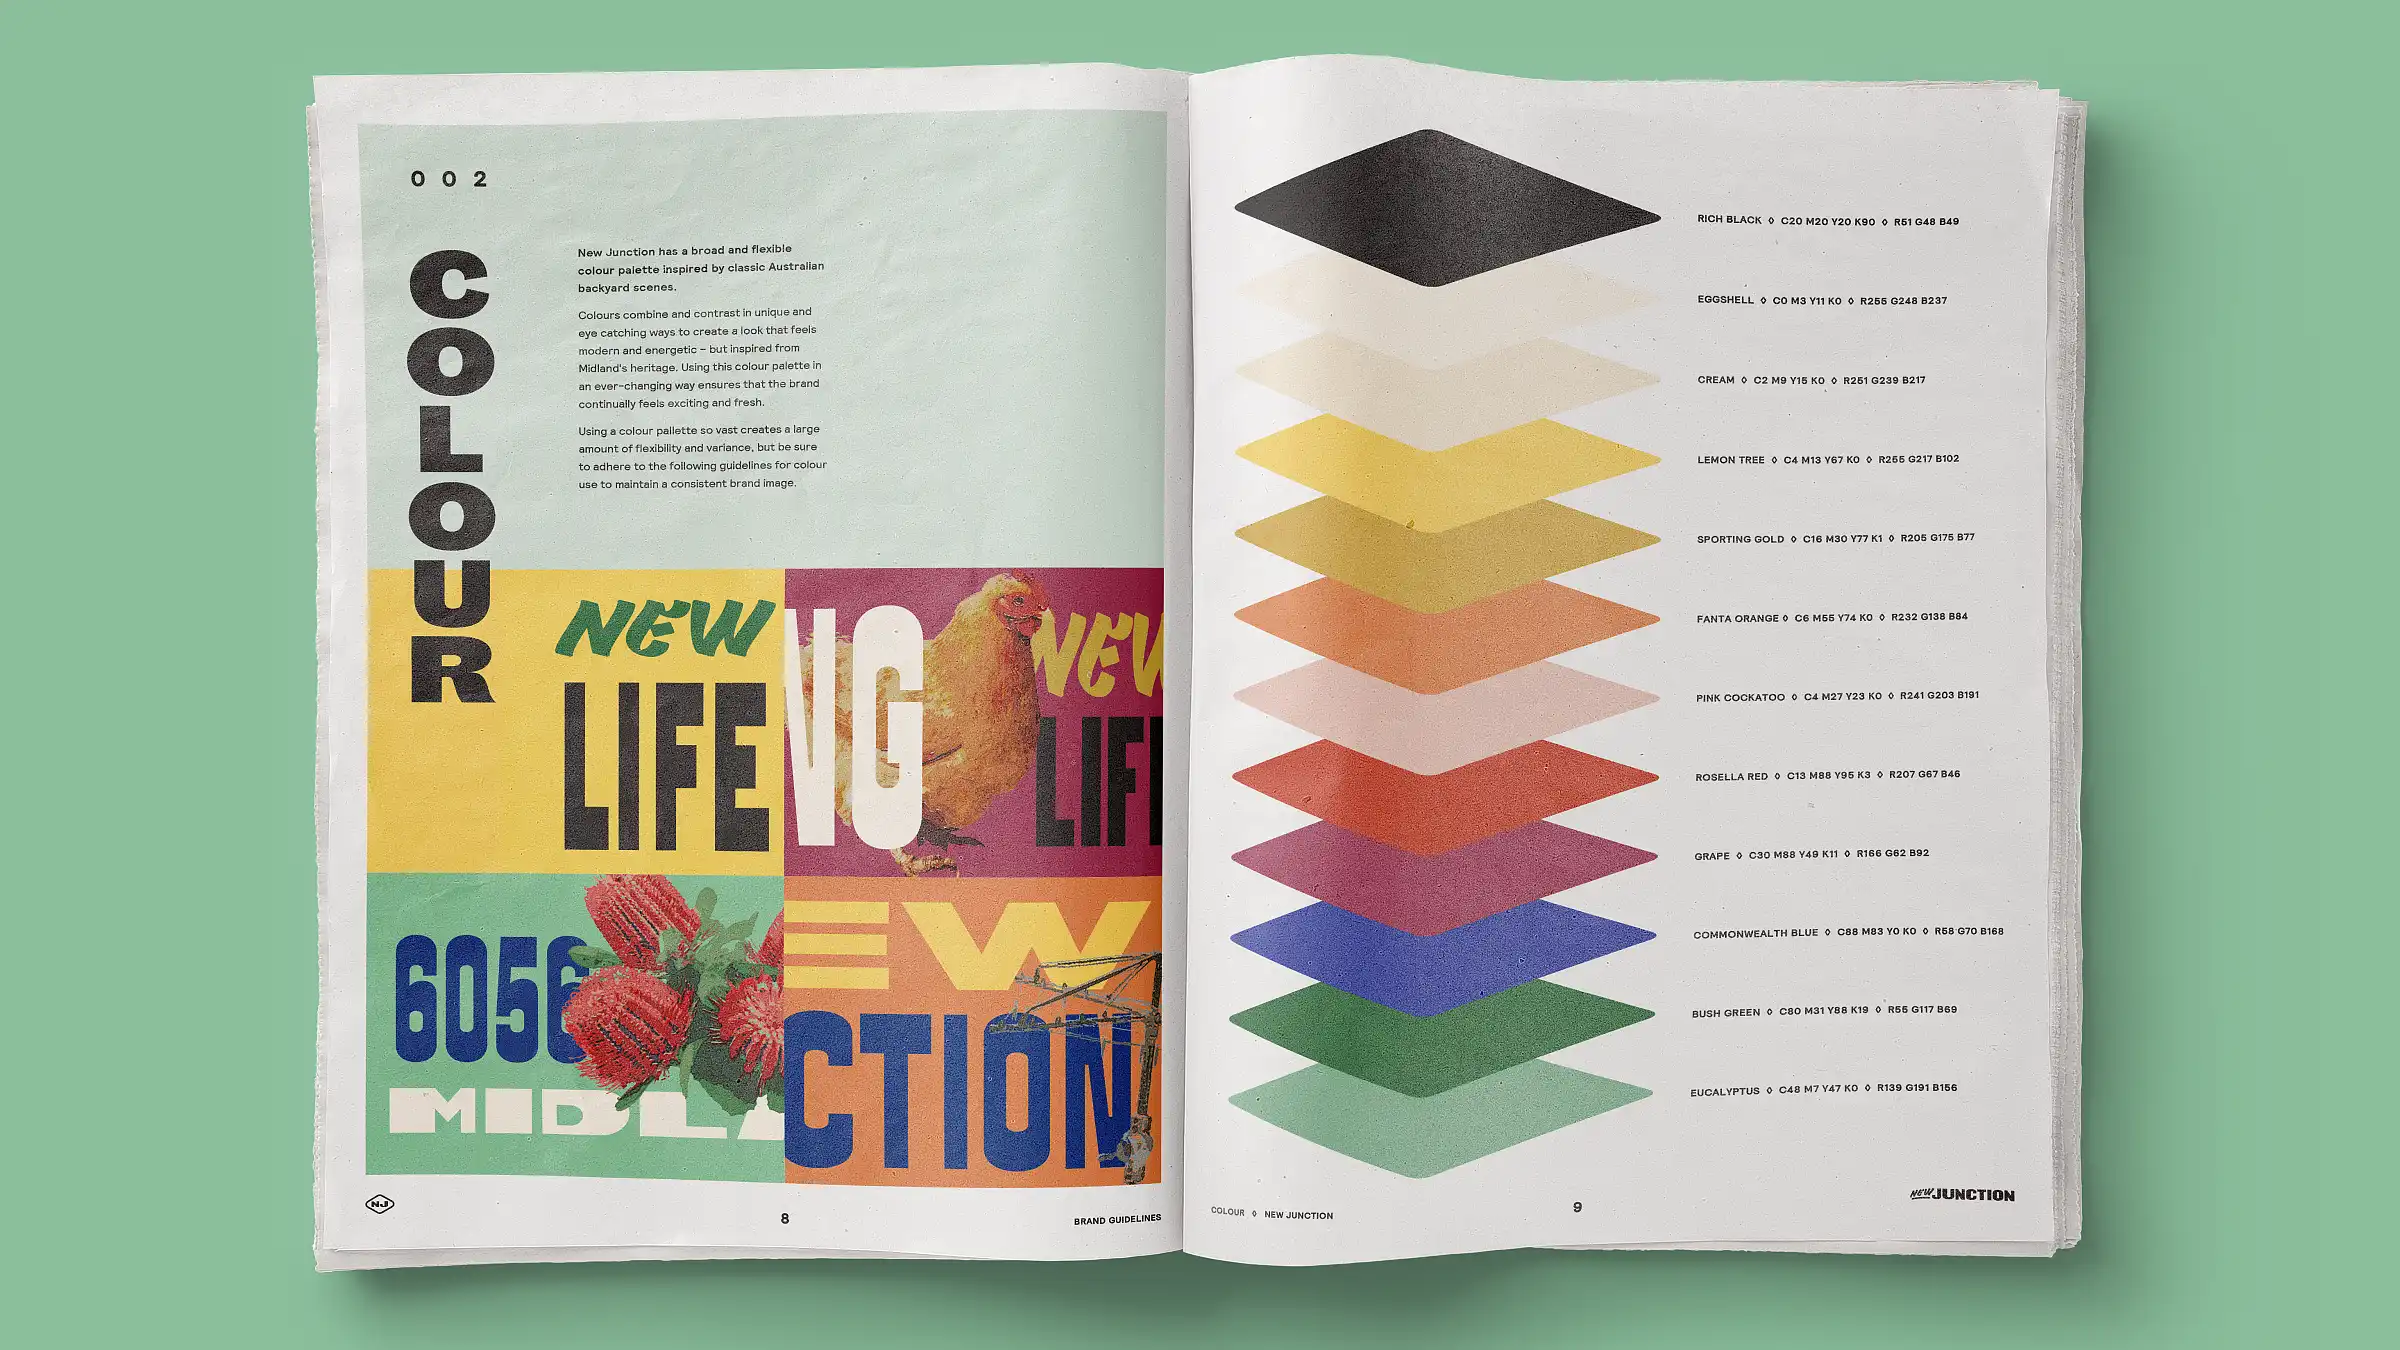 002
COLOUR
New Junction has a broad and flexible
colour palette inspired by classic Australian
backyard scenes.
Colours combine and contrast in unique and
eye catching ways to create a look that feels
modern and energetic – but inspired from
Midland's heritage. Using this colour palette in
an ever-changing way ensures that the brand
continually feels exciting and fresh.
Using a colour pallette so vast creates a large
amount of flexibility and variance, but be sure
to adhere to the following guidelines for colour
use to maintain a consistent brand image.
NEW
LIFE
NG
NEW
LIF
6056
MIDLA
EW
CTION
NJ
8
BRAND GUIDELINES
RICH BLACK ◊ C20 M20 Y20 K90 ◊ R51 G48 B49
EGGSHELL ◊ C0 M3 Y11 K0 ◊ R255 G248 B237
CREAM ◊ C2 M9 Y15 K0 ◊ R251 G239 B217
LEMON TREE ◊ C4 M13 Y67 K0 ◊ R255 G217 B102
SPORTING GOLD ◊ C16 M30 Y77 K1 ◊ R205 G175 B77
FANTA ORANGE ◊ C6 M55 Y74 K0 ◊ R232 G138 B84
PINK COCKATOO ◊ C4 M27 Y23 K0 ◊ R241 G203 B191
ROSELLA RED ◊ C13 M88 Y95 K3 ◊ R207 G67 B46
GRAPE ◊ C30 M88 Y49 K11 ◊ R166 G62 B92
COMMONWEALTH BLUE ◊ C88 M83 Y0 K0 ◊ R58 G70 B168
BUSH GREEN ◊ C80 M31 Y88 K19 ◊ R55 G117 B69
EUCALYPTUS ◊ C48 M7 Y47 K0 ◊ R139 G191 B156
COLOUR ◊ NEW JUNCTION
9
NEW JUNCTION